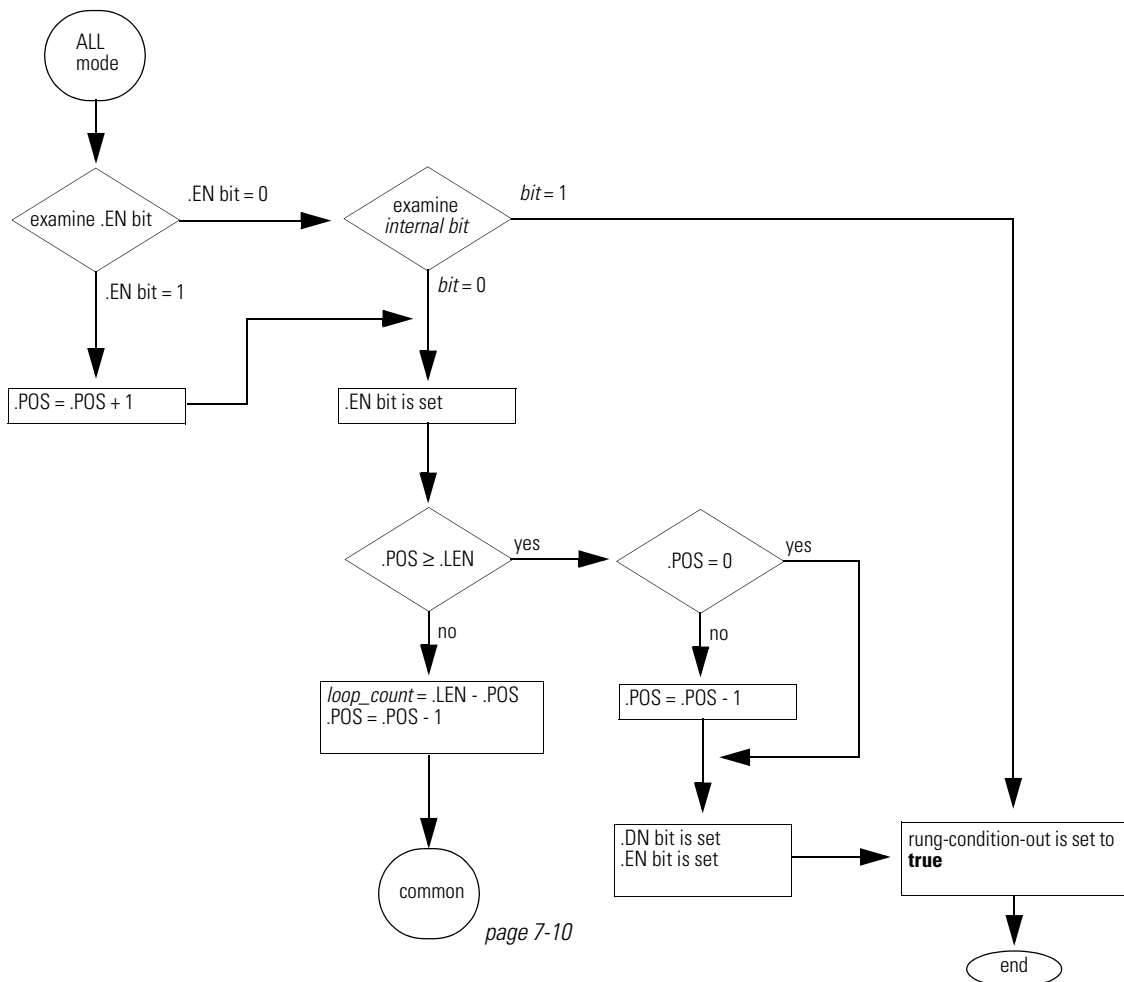 ALL
mode
examine .EN bit
.EN bit = 0
examine
internal bit
bit = 1
.EN bit = 1
bit = 0
.POS = .POS + 1
.EN bit is set
.POS ≥ .LEN
yes
.POS = 0
yes
no
no
loop_count = .LEN - .POS
.POS = .POS - 1
.POS = .POS - 1
.DN bit is set
.EN bit is set
rung-condition-out is set to
true
common
page 7-10
end